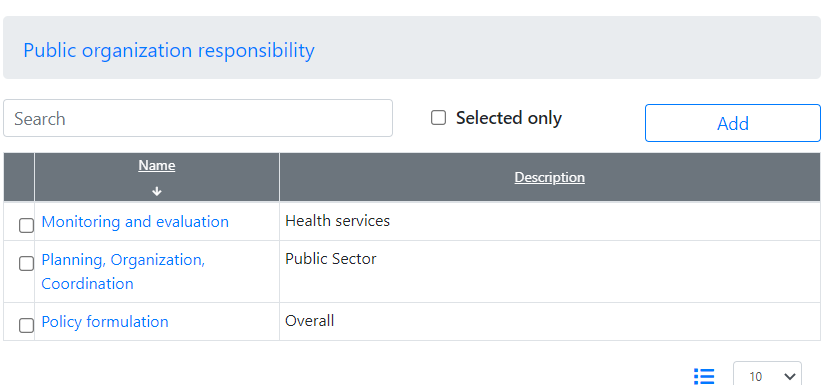 Public organization responsibility
Search
Selected only
Add
Name
Description
Monitoring and evaluation
Health services
Planning, Organization,
Coordination
Public Sector
Policy formulation
Overall
10